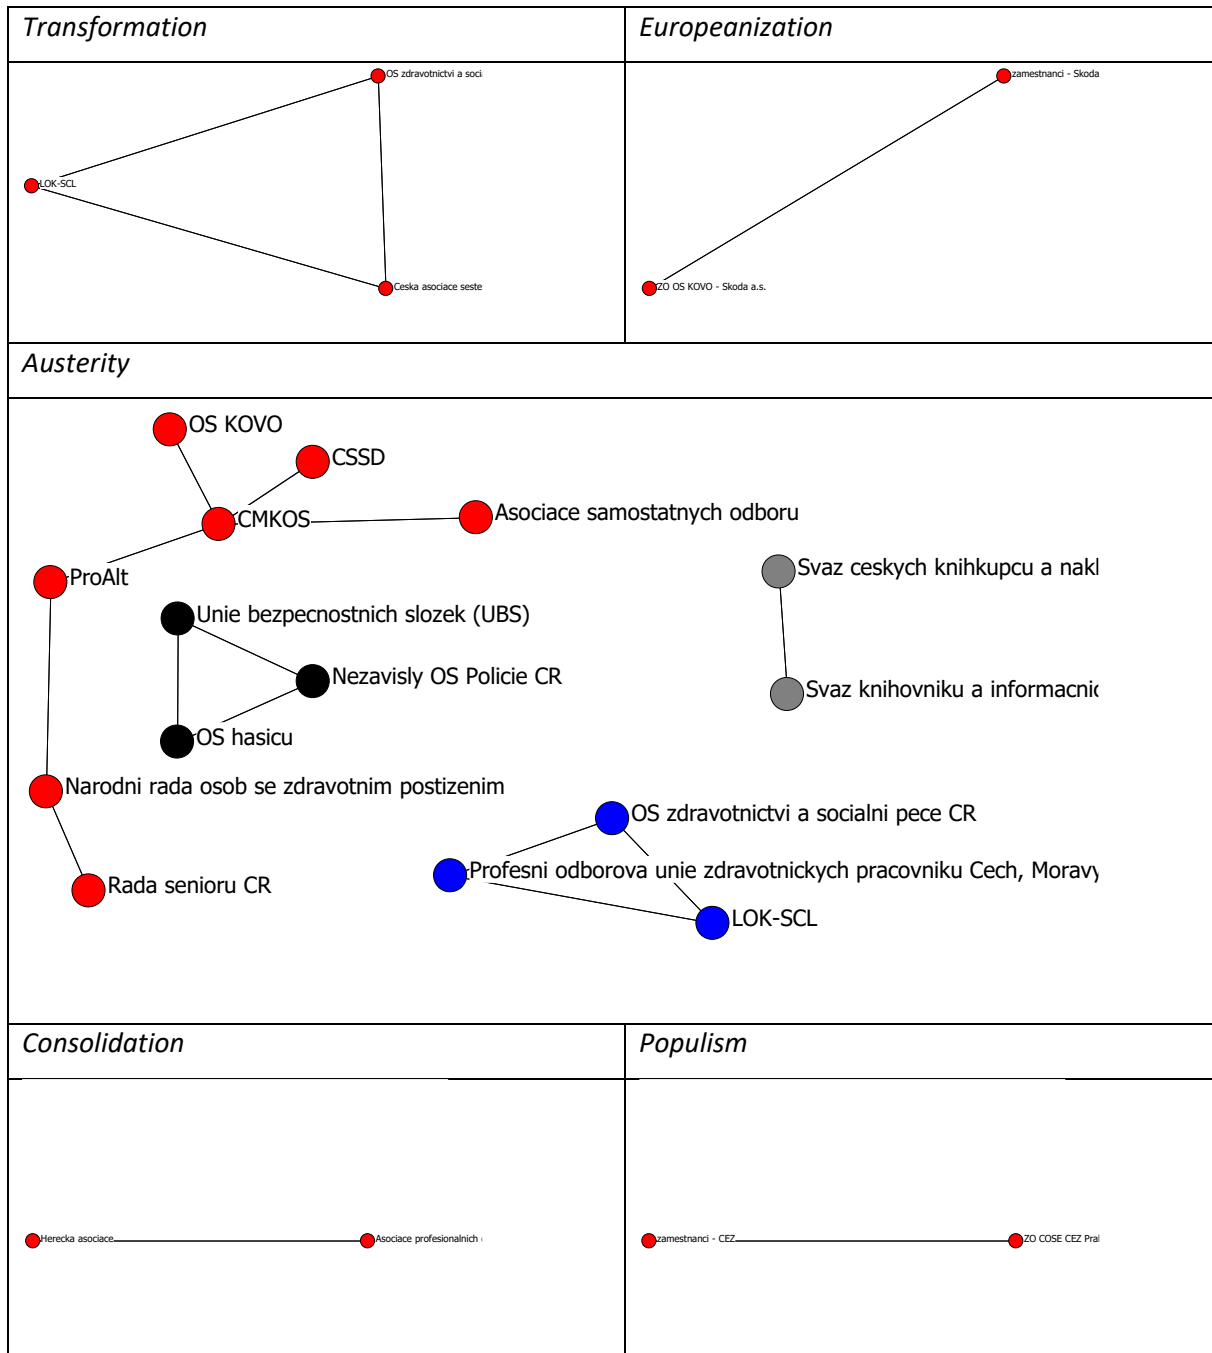 Transformation
Europeanization
OS zdravotnictvi a soci
LOK-SCL
Ceska asociace seste
zamestnanci - Skoda
ZO OS KOVO - Skoda a.s.
Austerity
OS KOVO
CSSD
CMKOS
Asociace samostatnych odboru
ProAlt
Svaz ceskych knihkupcu a nakl
Unie bezpecnostnich slozek (UBS)
Nezavisly OS Policie CR
Svaz knihovniku a informacnic
OS hasicu
Narodni rada osob se zdravotnim postizenim
OS zdravotnictvi a socialni pece CR
Profesni odborova unie zdravotnickych pracovniku Cech, Moravy
Rada senioru CR
LOK-SCL
Consolidation
Populism
Herecka asociace
Asociace profesionalnich
zamestnanci - CEZ
ZO COSE CEZ Pral